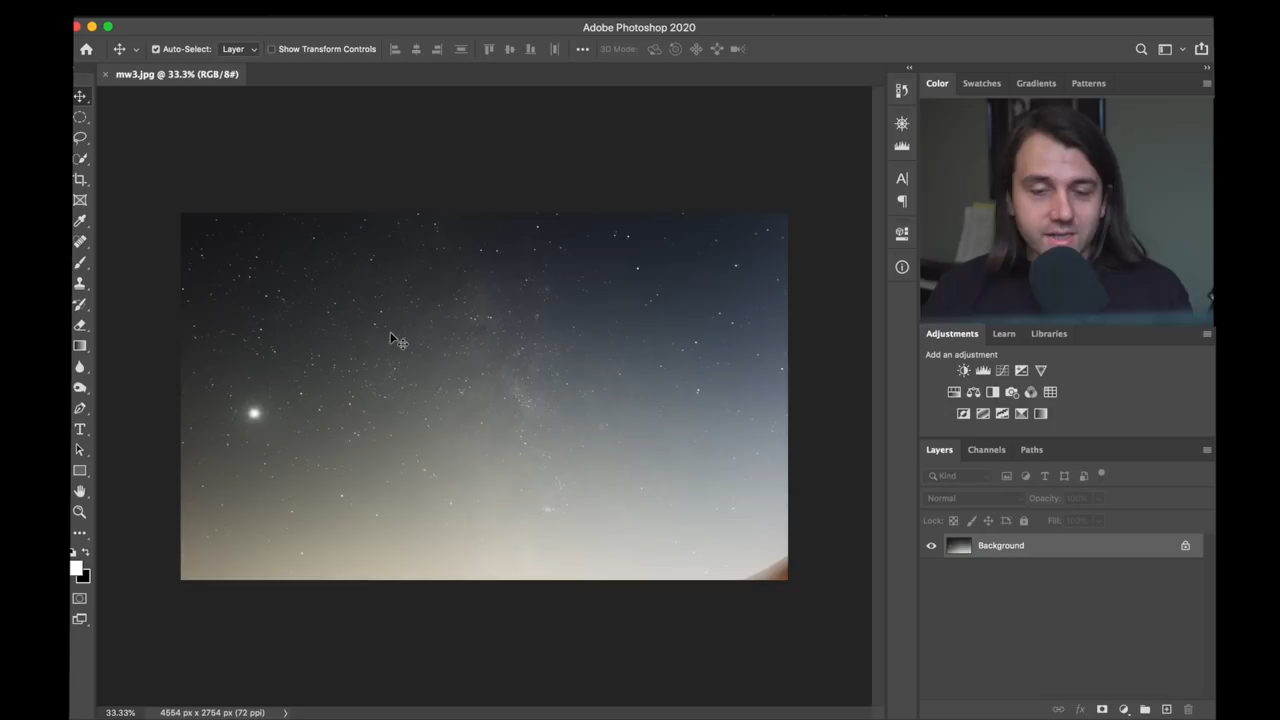 Adobe Photoshop 2020
Auto-Select: Layer Show Transform Controls 3D Mode:
mw3.jpg @ 33.3% (RGB/8#)
Color Swatches Gradients Patterns
Adjustments Learn Libraries
Add an adjustment
Layers Channels Paths
Kind
Normal Opacity: 100%
Lock: Fill: 100%
Background
33.33% 4554 px x 2754 px (72 ppi)